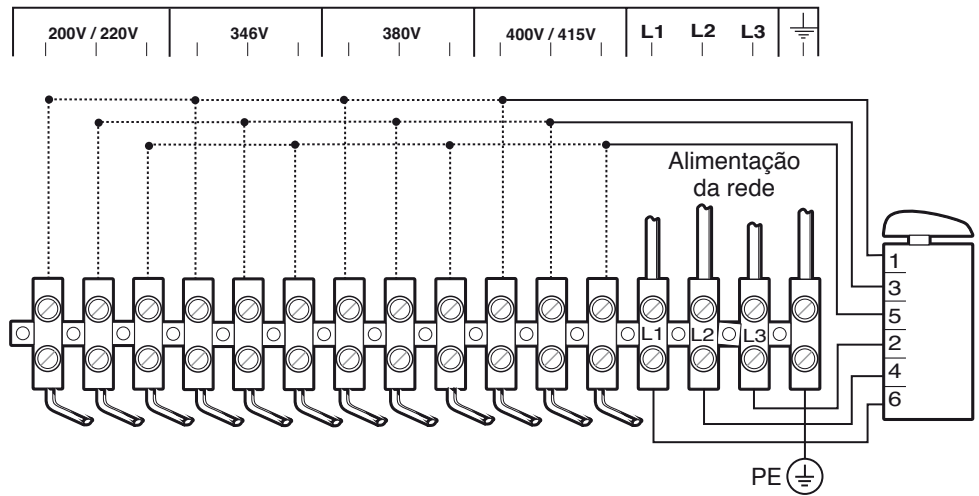 200V / 220V 346V 380V 400V / 415V L1 L2 L3
Alimentação
da rede
1
3
5
2
4
6
L1 L2 L3
PE